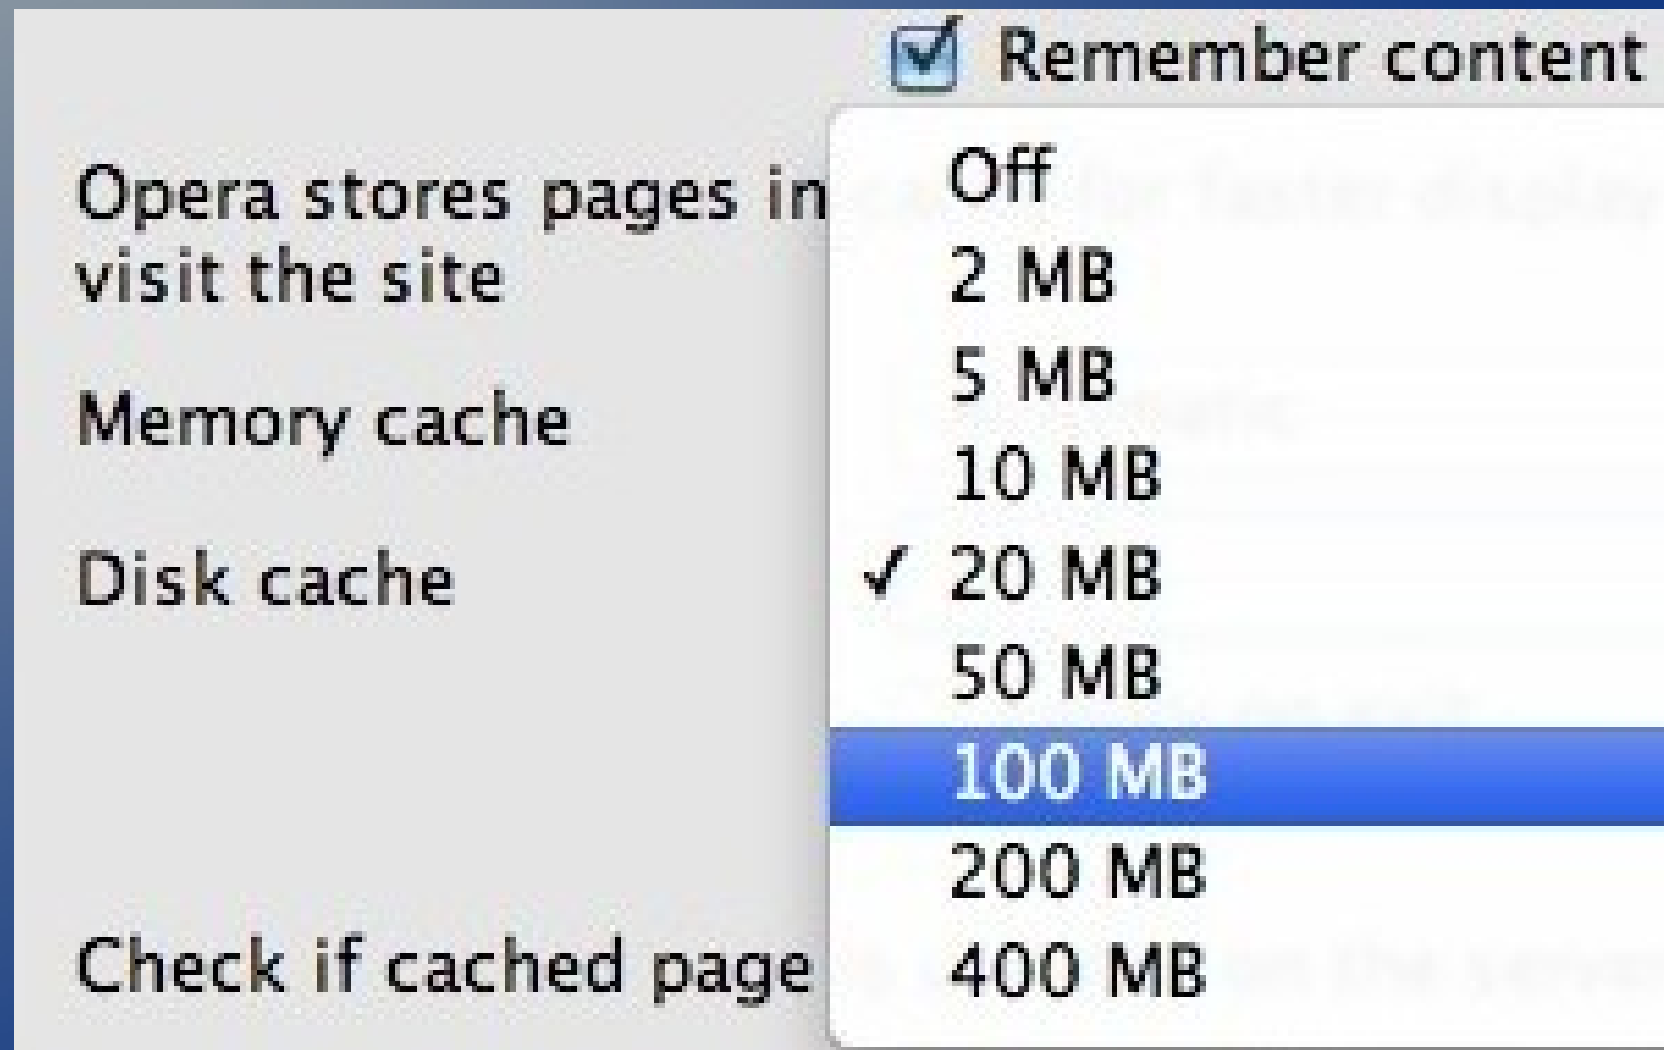 Remember content
Opera stores pages in
visit the site
Memory cache
Disk cache
Check if cached page
Off
2 MB
5 MB
10 MB
✓ 20 MB
50 MB
100 MB
200 MB
400 MB